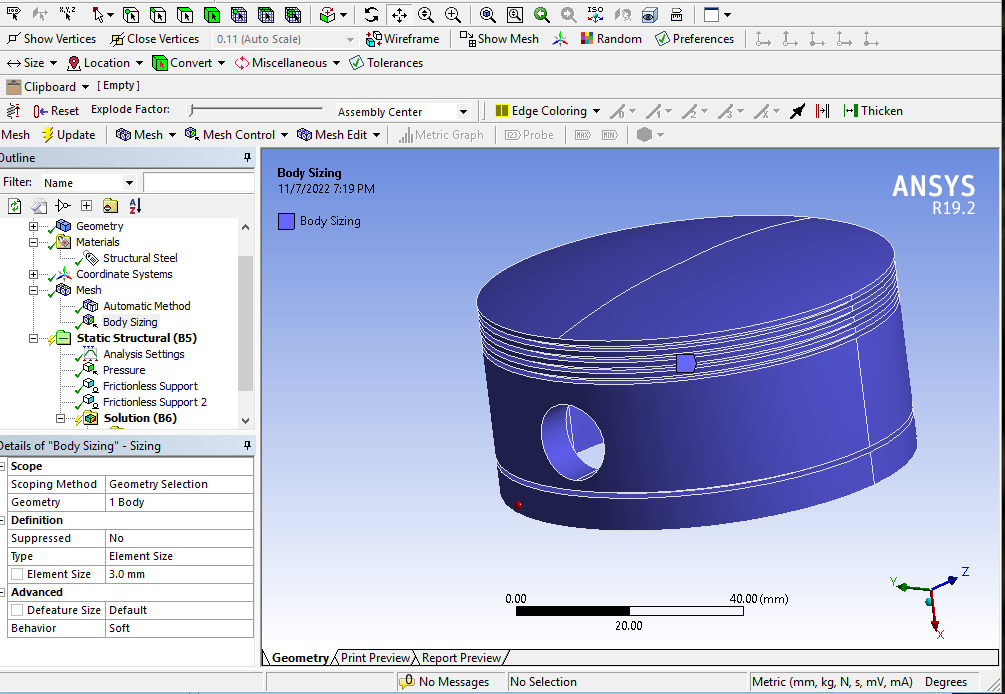 Show Vertices Close Vertices 0.11 (Auto Scale) Wireframe Show Mesh Random Preferences
Size Location Convert Miscellaneous Tolerances
Clipboard [ Empty ]
Reset Explode Factor: Assembly Center Edge Coloring Thicken
Mesh Update Mesh Mesh Control Mesh Edit Metric Graph Probe
Outline
Filter: Name
Geometry
Materials
Structural Steel
Coordinate Systems
Mesh
Automatic Method
Body Sizing
Static Structural (B5)
Analysis Settings
Pressure
Frictionless Support
Frictionless Support 2
Solution (B6)
Details of "Body Sizing" - Sizing
Scope
Scoping Method Geometry Selection
Geometry 1 Body
Definition
Suppressed No
Type Element Size
Element Size 3.0 mm
Advanced
Defeature Size Default
Behavior Soft
Body Sizing
11/7/2022 7:19 PM
Body Sizing
ANSYS
R19.2
0.00 40.00 (mm)
20.00
Y Z
X
Geometry Print Preview Report Preview
No Messages No Selection Metric (mm, kg, N, s, mV, mA) Degrees